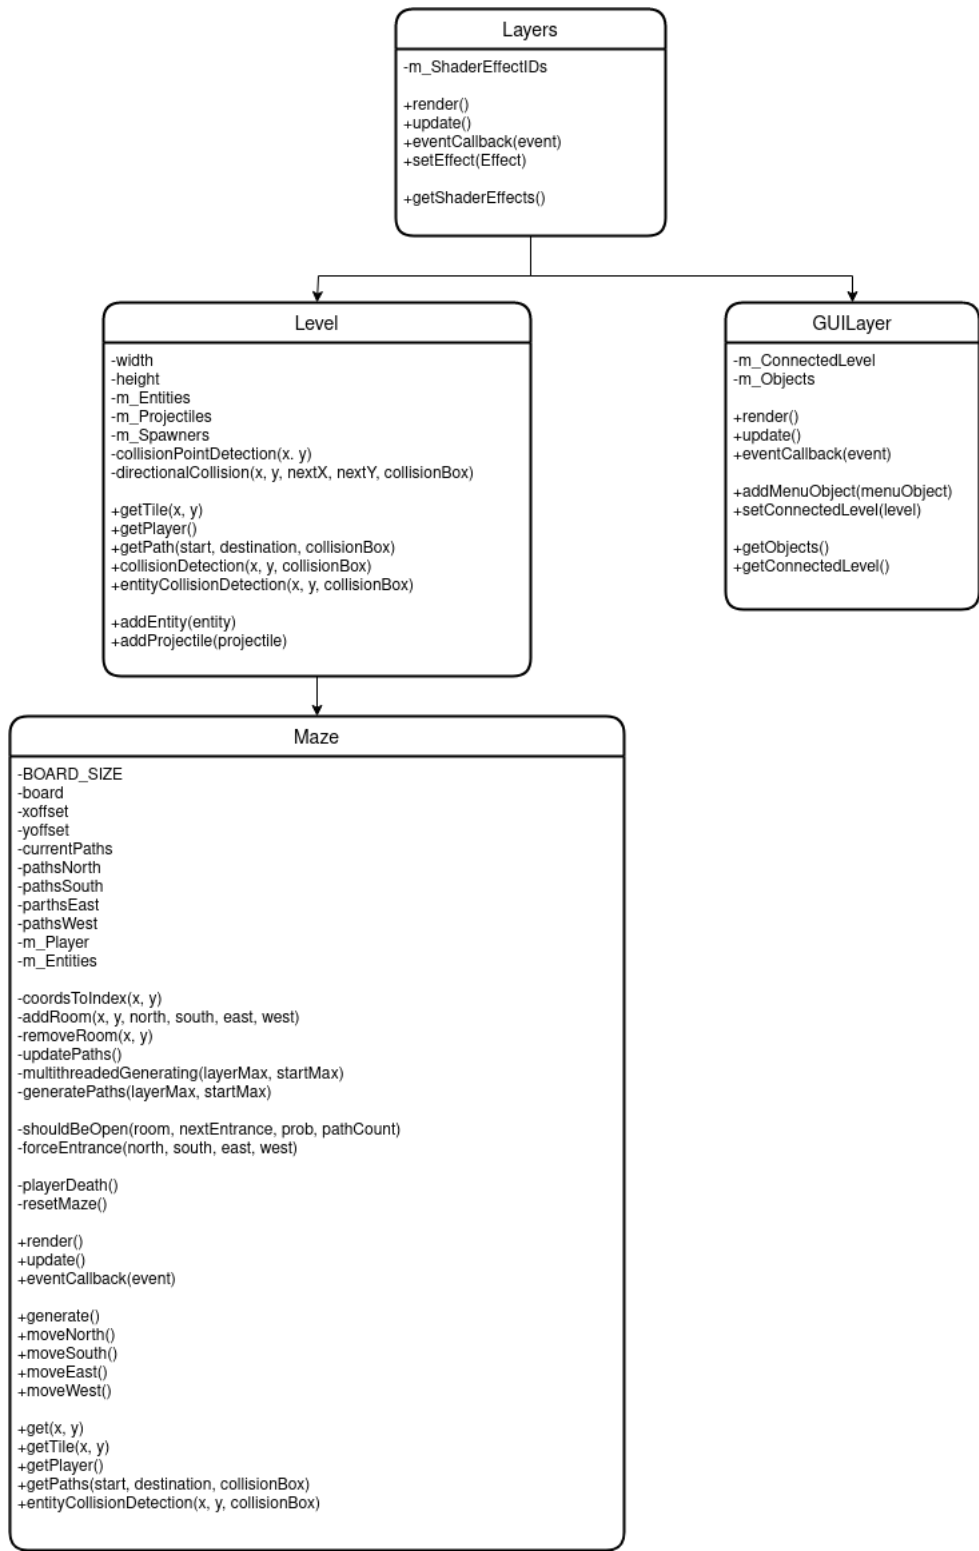 Layers
-m_ShaderEffectIDs
+render()
+update()
+eventCallback(event)
+setEffect(Effect)
+getShaderEffects()
Level
-width
-height
-m_Entities
-m_Projectiles
-m_Spawners
-collisionPointDetection(x. y)
-directionalCollision(x, y, nextX, nextY, collisionBox)
+getTile(x, y)
+getPlayer()
+getPath(start, destination, collisionBox)
+collisionDetection(x, y, collisionBox)
+entityCollisionDetection(x, y, collisionBox)
+addEntity(entity)
+addProjectile(projectile)
GUILayer
-m_ConnectedLevel
-m_Objects
+render()
+update()
+eventCallback(event)
+addMenuObject(menuObject)
+setConnectedLevel(level)
+getObjects()
+getConnectedLevel()
Maze
-BOARD_SIZE
-board
-xoffset
-yoffset
-currentPaths
-pathsNorth
-pathsSouth
-parthsEast
-pathsWest
-m_Player
-m_Entities
-coordsToIndex(x, y)
-addRoom(x, y, north, south, east, west)
-removeRoom(x, y)
-updatePaths()
-multithreadedGenerating(layerMax, startMax)
-generatePaths(layerMax, startMax)
-shouldBeOpen(room, nextEntrance, prob, pathCount)
-forceEntrance(north, south, east, west)
-playerDeath()
-resetMaze()
+render()
+update()
+eventCallback(event)
+generate()
+moveNorth()
+moveSouth()
+moveEast()
+moveWest()
+get(x, y)
+getTile(x, y)
+getPlayer()
+getPaths(start, destination, collisionBox)
+entityCollisionDetection(x, y, collisionBox)